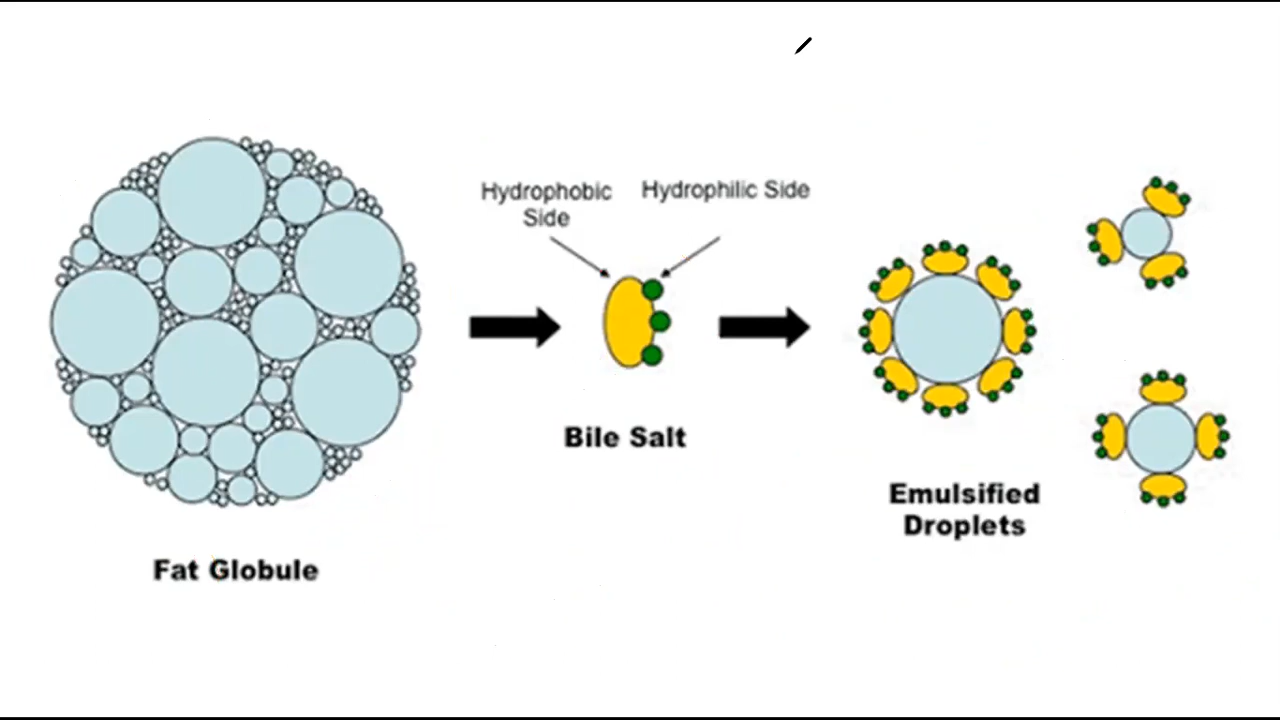 Hydrophobic
Side
Hydrophilic Side
Bile Salt
Emulsified
Droplets
Fat Globule